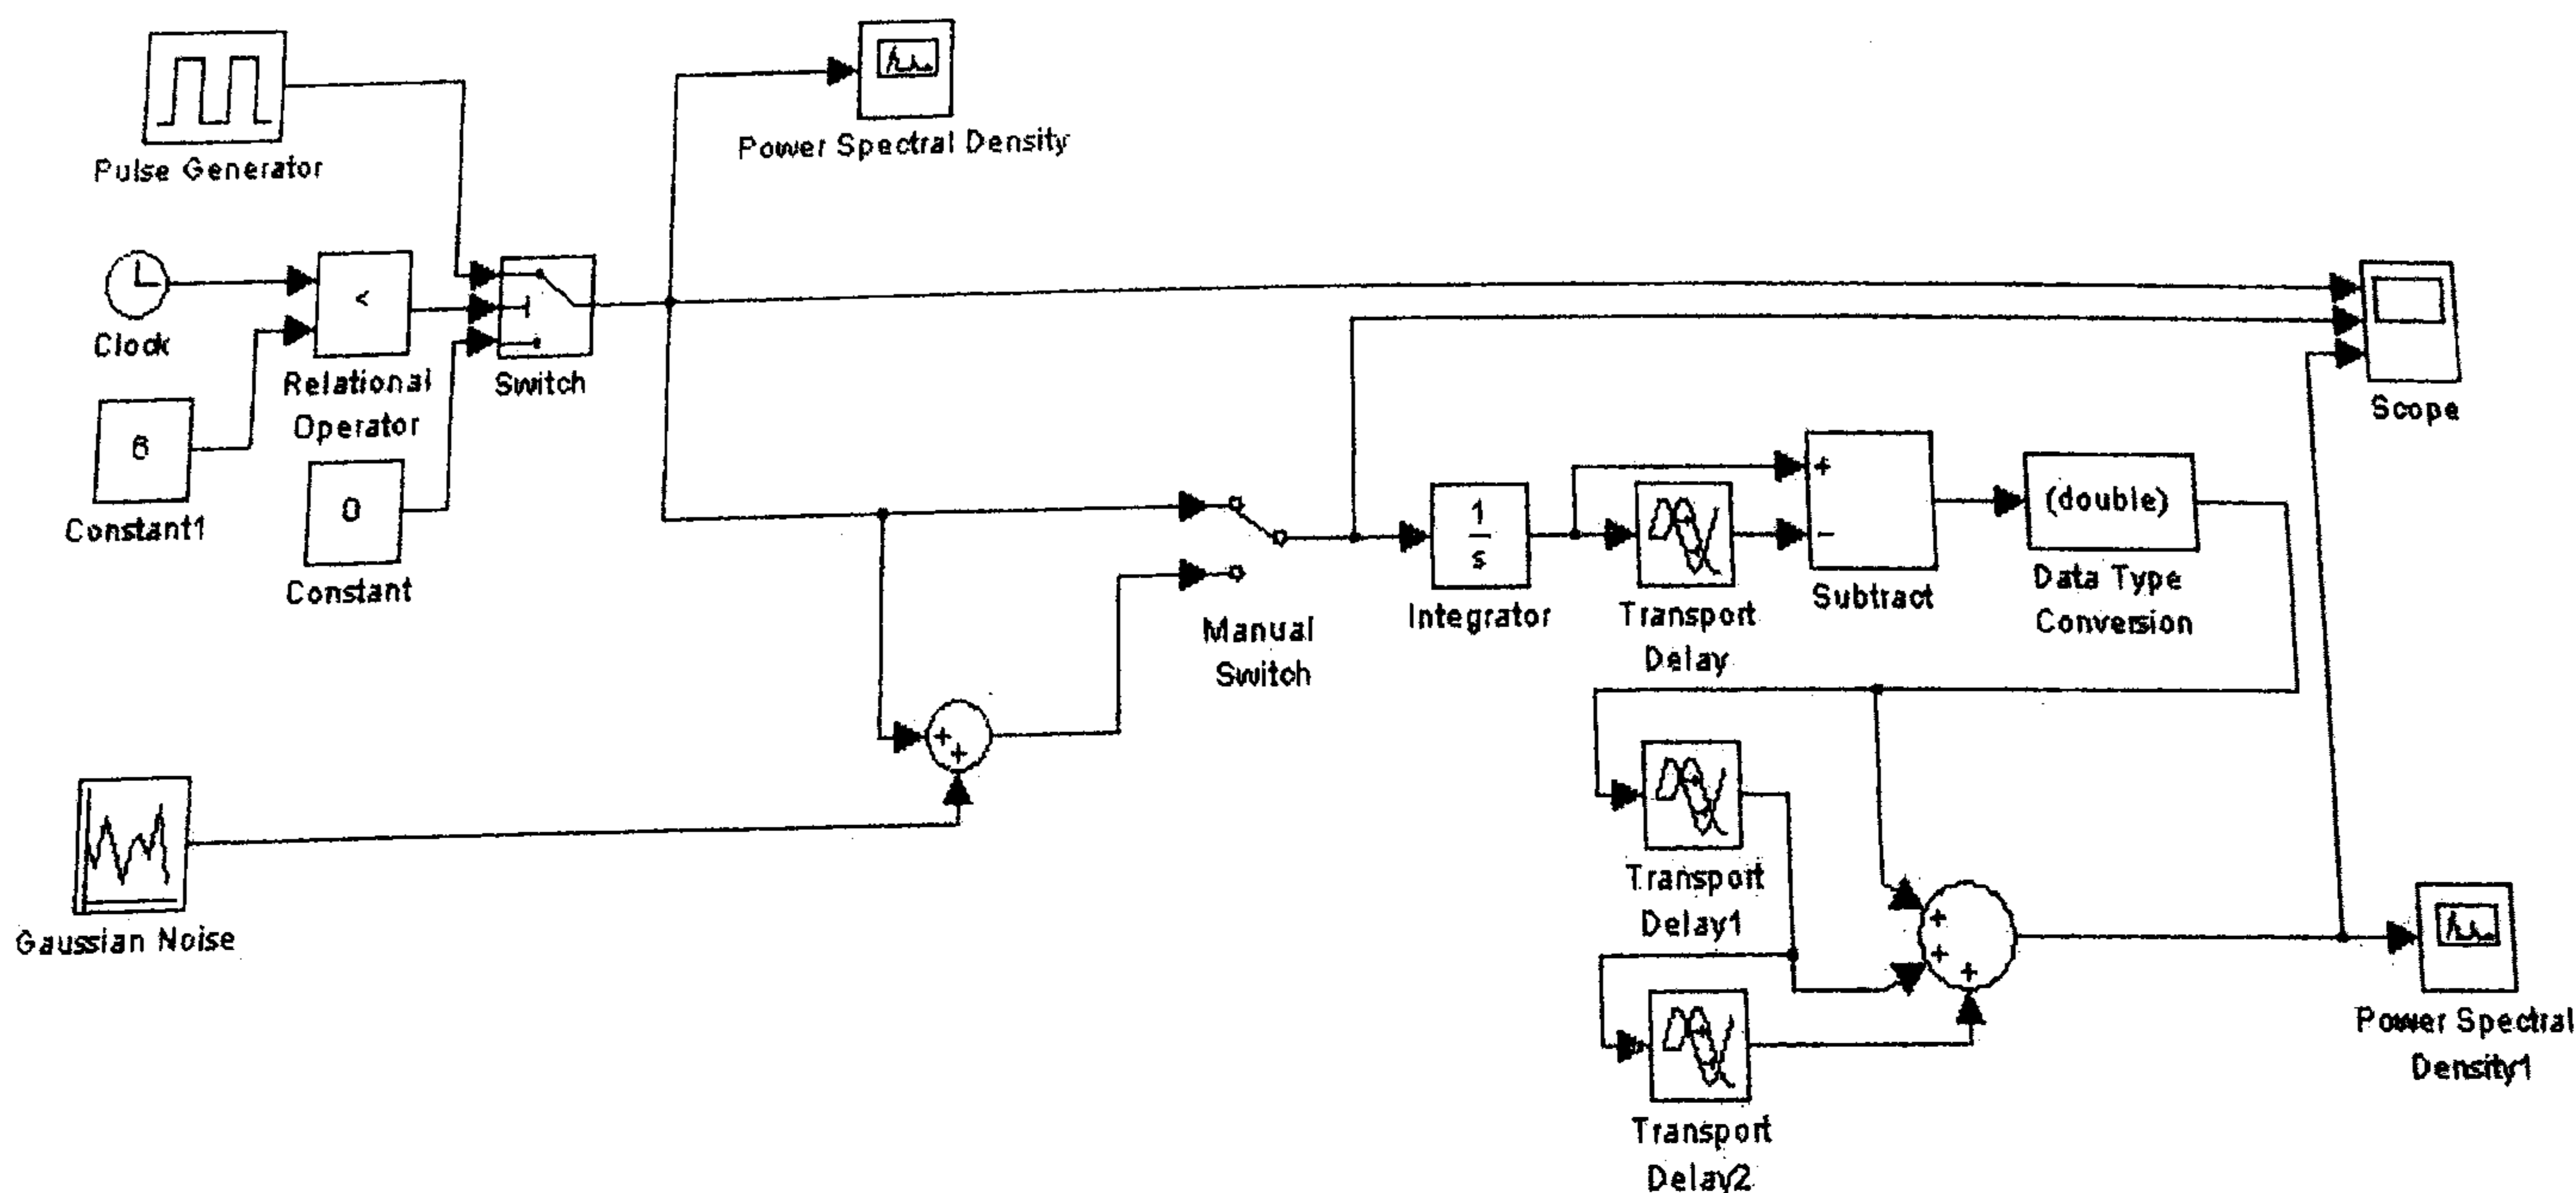 Power Spectral Density
Pulse Generator
Clock
<
Relational
Operator
Switch
6
Constant1
0
Constant
Scope
Manual
Switch
1
s
Integrator
Transport
Delay
+
−
Subtract
(double)
Data Type
Conversion
+
+
Gaussian Noise
Transport
Delay1
+
+
+
Transport
Delay2
Power Spectral
Density1